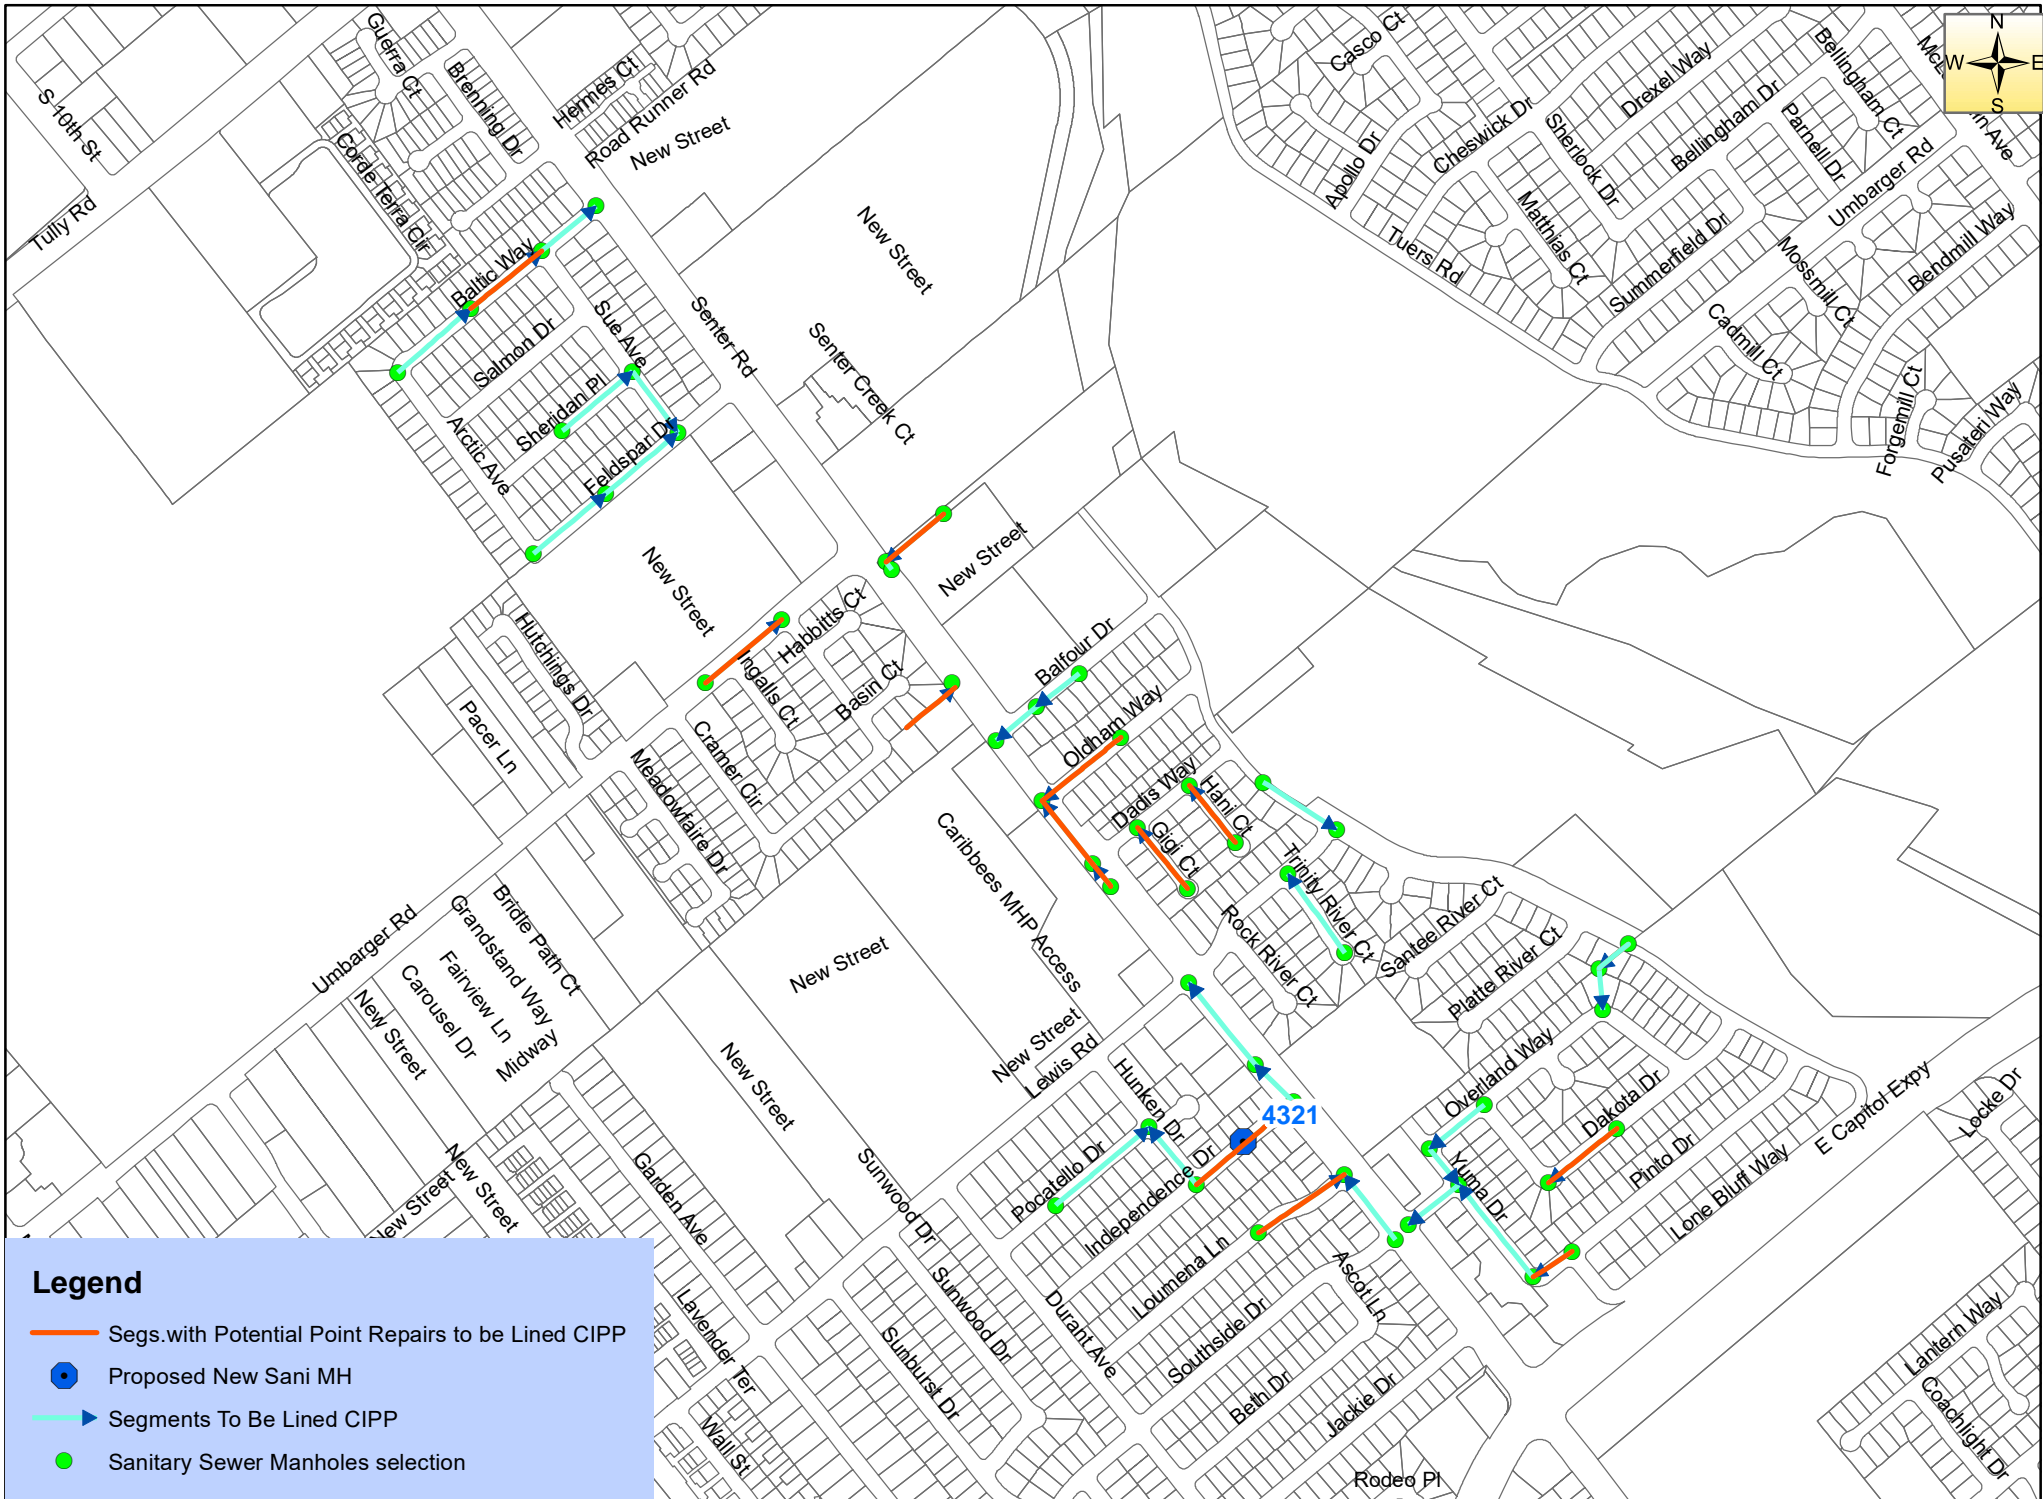 N
W
E
S
Guerra Ct
Brenning Dr
Hermes Ct
Road Runner Rd
New Street
S 10th St
Corde Terra Cir
Tully Rd
Casco Ct
Drexel Way
Bellingham Ct
Apollo Dr
Cheswick Dr
Sherlock Dr
Bellingham Dr
Parnell Dr
Umbarger Rd
Matthias Ct
Tuers Rd
Summerfield Dr
Mossmill Ct
Bendmill Way
Cadmill Ct
Forgemill Ct
Pusateri Way
Baltic Way
Salmon Dr
Sue Ave
Senter Rd
New Street
Senter Creek Ct
Sheridan Pl
Arctic Ave
Feldspar Dr
New Street
New Street
Hutchings Dr
Habbitts Ct
Ingalls Ct
Basin Ct
Balfour Dr
Oldham Way
Pacer Ln
Cramer Cir
Meadowfaire Dr
Dadis Way
Hani Ct
Gigi Ct
Trinity River Ct
Caribbees MHP Access
Rock River Ct
Santee River Ct
Platte River Ct
Umbarger Rd
Bridle Path Ct
Grandstand Way
Fairview Ln
Carousel Dr
New Street
Midway
New Street
New Street
New Street
Lewis Rd
Hunken Dr
4321
Overland Way
Dakota Dr
E Capitol Expy
Locke Dr
Pinto Dr
Yuma Dr
Lone Bluff Way
Pocatello Dr
Independence Dr
New Street
New Street
Garden Ave
Sunwood Dr
Loumena Ln
Ascot Ln
Durant Ave
Southside Dr
Sunwood Dr
Sunburst Dr
Beth Dr
Jackie Dr
Lavender Ter
Wall St
Rodeo Pl
Lantern Way
Coachlight Dr
Legend
Segs.with Potential Point Repairs to be Lined CIPP
Proposed New Sani MH
Segments To Be Lined CIPP
Sanitary Sewer Manholes selection